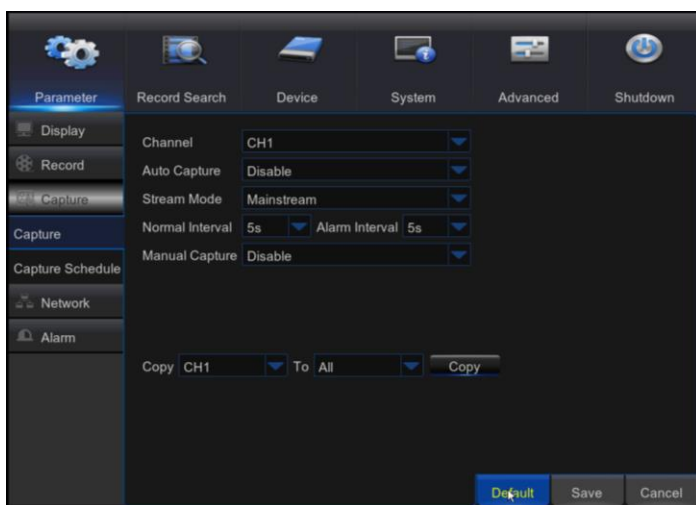 Parameter Record Search Device System Advanced Shutdown
Display
Record
Capture
Capture
Capture Schedule
Network
Alarm
Channel CH1
Auto Capture Disable
Stream Mode Mainstream
Normal Interval 5s Alarm Interval 5s
Manual Capture Disable
Copy CH1 To All Copy
Default Save Cancel